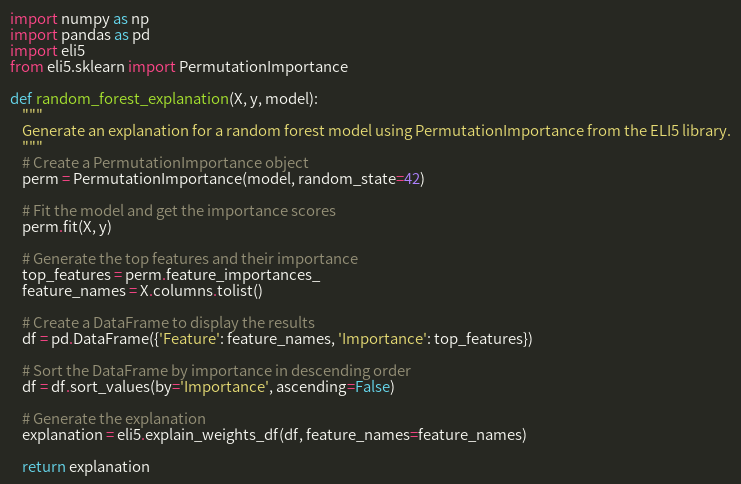 import numpy as np
import pandas as pd
import eli5
from eli5.sklearn import PermutationImportance

def random_forest_explanation(X, y, model):
    """
    Generate an explanation for a random forest model using PermutationImportance from the ELI5 library.
    """
    # Create a PermutationImportance object
    perm = PermutationImportance(model, random_state=42)

    # Fit the model and get the importance scores
    perm.fit(X, y)

    # Generate the top features and their importance
    top_features = perm.feature_importances_
    feature_names = X.columns.tolist()

    # Create a DataFrame to display the results
    df = pd.DataFrame({'Feature': feature_names, 'Importance': top_features})

    # Sort the DataFrame by importance in descending order
    df = df.sort_values(by='Importance', ascending=False)

    # Generate the explanation
    explanation = eli5.explain_weights_df(df, feature_names=feature_names)

    return explanation